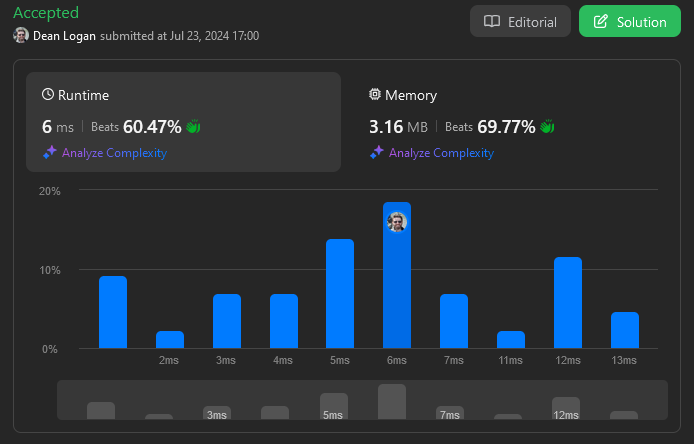 Accepted
Editorial
Solution
Dean Logan submitted at Jul 23, 2024 17:00
Runtime
6 ms | Beats 60.47%
Analyze Complexity
Memory
3.16 MB | Beats 69.77%
Analyze Complexity
20%
10%
0%
2ms 3ms 4ms 5ms 6ms 7ms 11ms 12ms 13ms
3ms 5ms 7ms 12ms